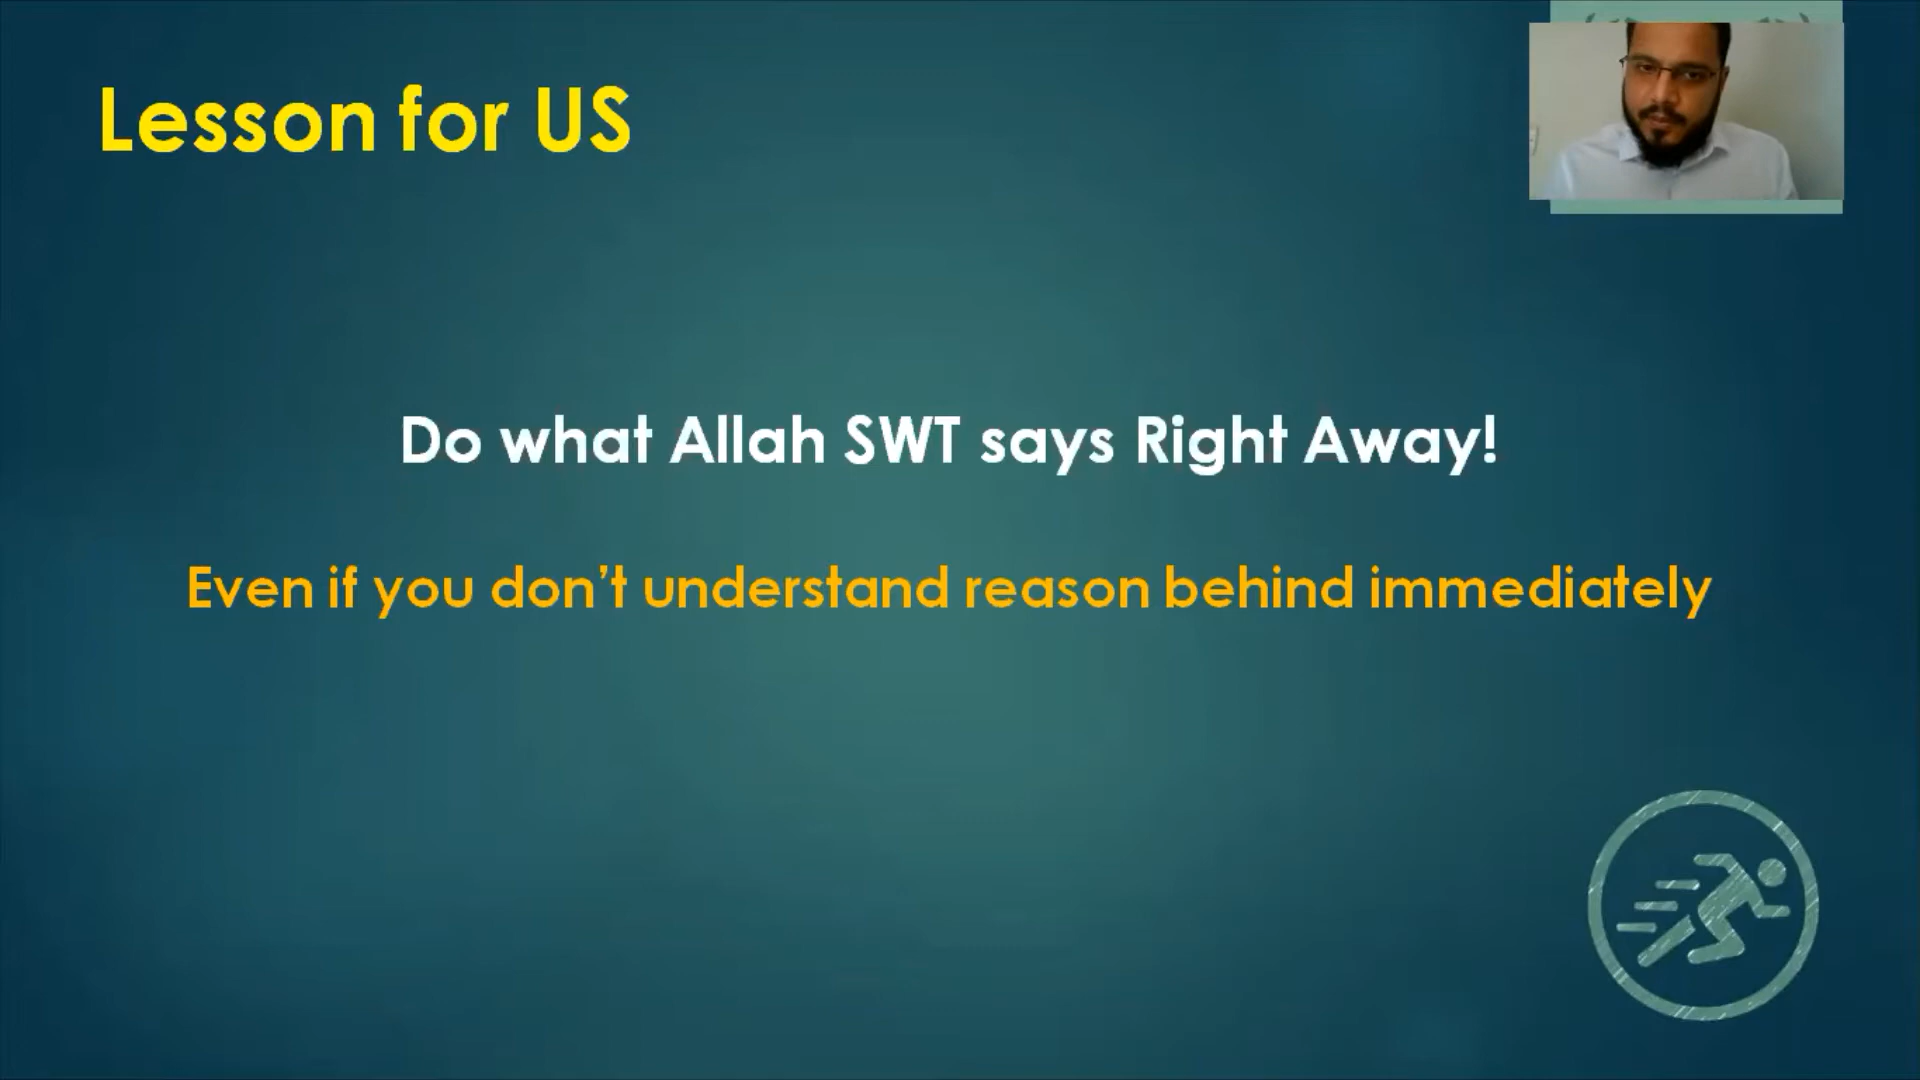 Lesson for US
Do what Allah SWT says Right Away!
Even if you don't understand reason behind immediately